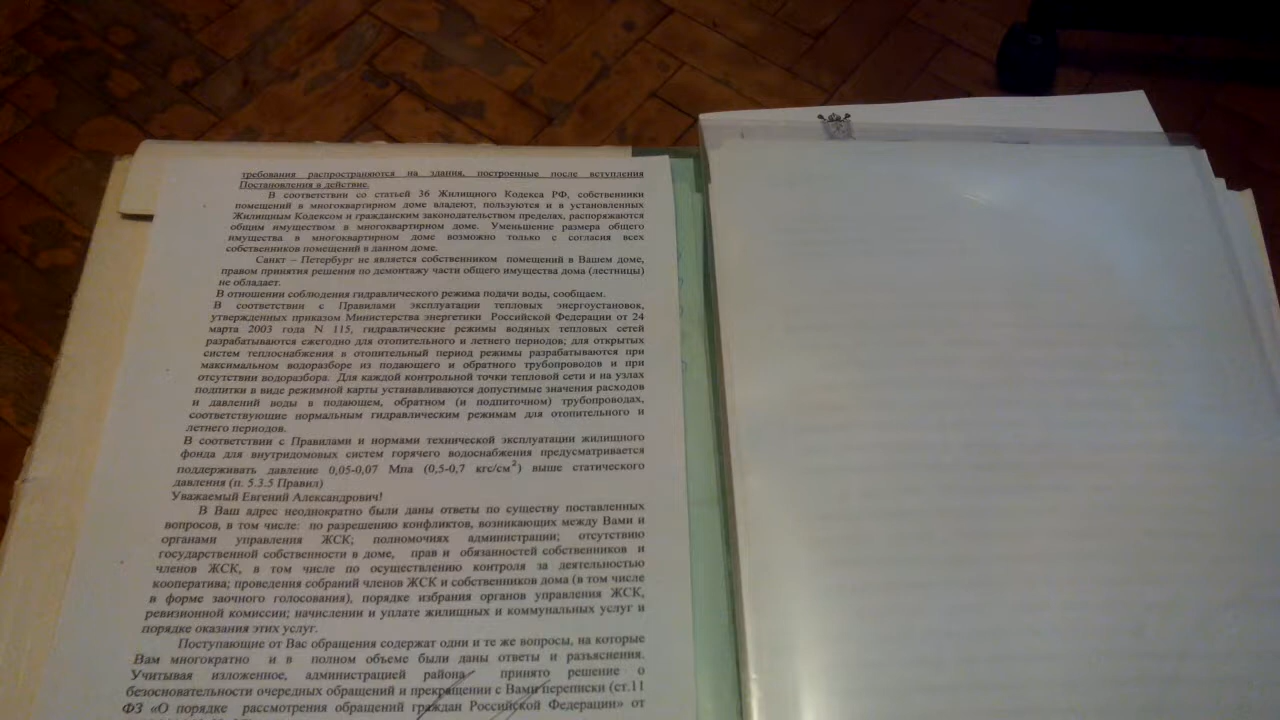 требования распространяются на здания, построенные после вступления
Постановления в действие.
В соответствии со статьей 36 Жилищного Кодекса РФ, собственники
помещений в многоквартирном доме владеют, пользуются и в установленных
Жилищным Кодексом и гражданским законодательством пределах, распоряжаются
общим имуществом в многоквартирном доме. Уменьшение размера общего
имущества в многоквартирном доме возможно только с согласия всех
собственников помещений в данном доме.
Санкт – Петербург не является собственником помещений в Вашем доме,
правом принятия решения по демонтажу части общего имущества дома (лестницы)
не обладает.
В отношении соблюдения гидравлического режима подачи воды, сообщаем.
В соответствии с Правилами эксплуатации тепловых энергоустановок,
утвержденных приказом Министерства энергетики Российской Федерации от 24
марта 2003 года N 115, гидравлические режимы водяных тепловых сетей
разрабатываются ежегодно для отопительного и летнего периодов; для открытых
систем теплоснабжения в отопительный период режимы разрабатываются при
максимальном водоразборе из подающего и обратного трубопроводов и при
отсутствии водоразбора. Для каждой контрольной точки тепловой сети и на узлах
подпитки в виде режимной карты устанавливаются допустимые значения расходов
и давлений воды в подающем, обратном (и подпиточном) трубопроводах,
соответствующие нормальным гидравлическим режимам для отопительного и
летнего периодов.
В соответствии с Правилами и нормами технической эксплуатации жилищного
фонда для внутридомовых систем горячего водоснабжения предусматривается
поддерживать давление 0,05-0,07 Мпа (0,5-0,7 кгс/см²) выше статического
давления (п. 5.3.5 Правил)
Уважаемый Евгений Александрович!
В Ваш адрес неоднократно были даны ответы по существу поставленных
вопросов, в том числе: по разрешению конфликтов, возникающих между Вами и
органами управления ЖСК; полномочиях администрации; отсутствию
государственной собственности в доме, прав и обязанностей собственников и
членов ЖСК, в том числе по осуществлению контроля за деятельностью
кооператива; проведения собраний членов ЖСК и собственников дома (в том числе
в форме заочного голосования), порядке избрания органов управления ЖСК,
ревизионной комиссии; начислении и уплате жилищных и коммунальных услуг и
порядке оказания этих услуг.
Поступающие от Вас обращения содержат одни и те же вопросы, на которые
Вам многократно и в полном объеме были даны ответы и разъяснения.
Учитывая изложенное, администрацией района принято решение о
безосновательности очередных обращений и прекращении с Вами переписки (ст.11
ФЗ «О порядке рассмотрения обращений граждан Российской Федерации» от